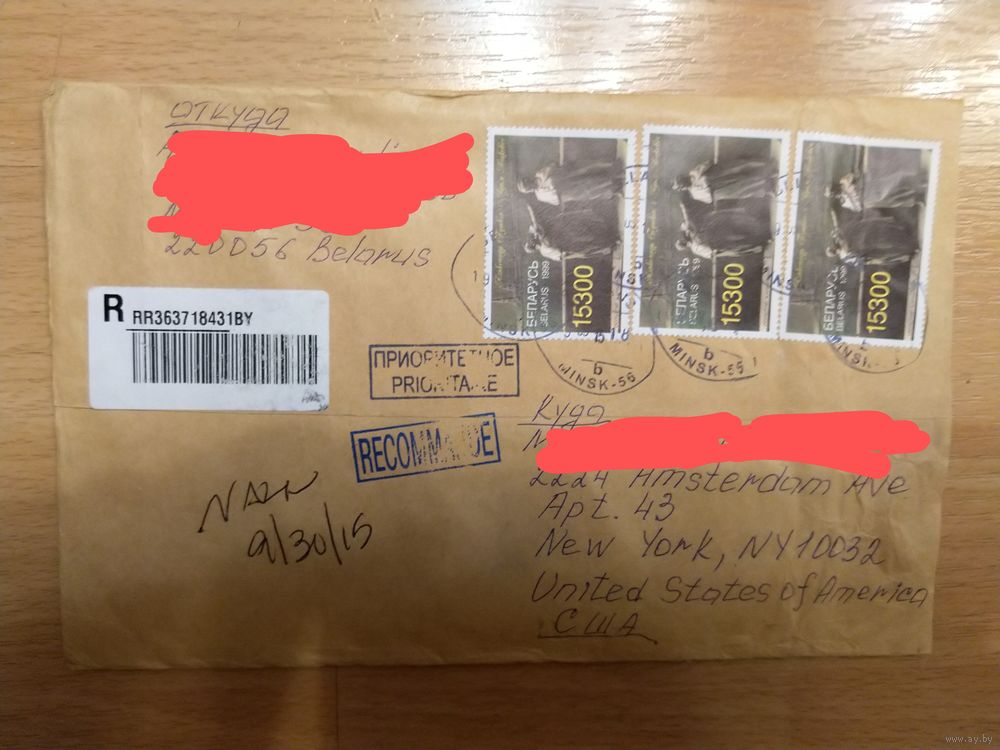 откуда
220056 Belarus
R RR363718431BY
БЕЛАРУСЬ
BELARUS 1999
15300
БЕЛАРУСЬ
15300
БЕЛАРУСЬ
BELARUS
15300
MINSK-56
MINSK-56
ПРИОРИТЕТНОЕ
PRIORITAIRE
RECOMMANDE
9/30/15
Куда
2224 Amsterdam Ave
Apt. 43
New York, NY 10032
United States of America
США
www.ay.by